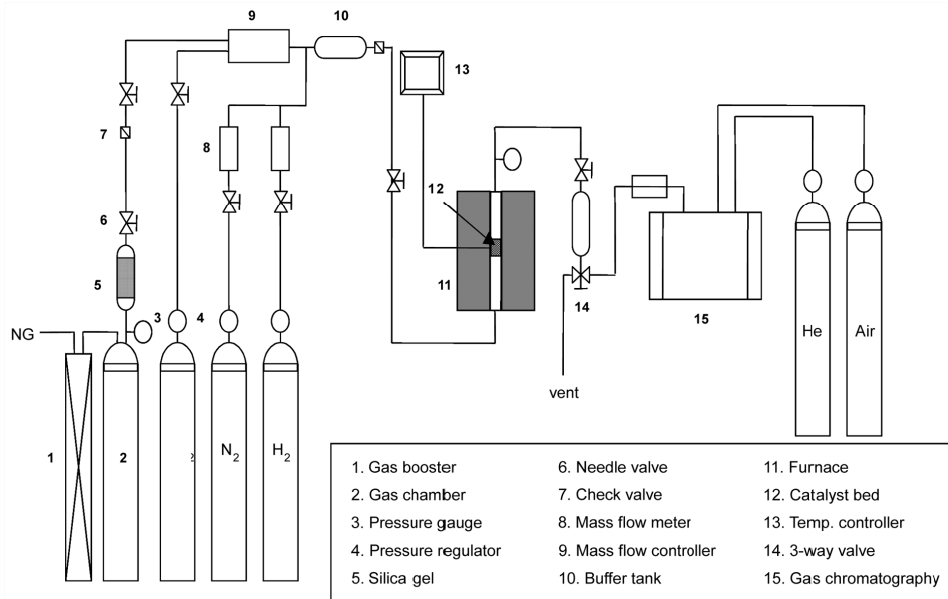 9
10
13
7
8
12
6
5
11
14
15
3
4
NG
He
Air
vent
1
2
2
N2
H2
1. Gas booster
2. Gas chamber
3. Pressure gauge
4. Pressure regulator
5. Silica gel
6. Needle valve
7. Check valve
8. Mass flow meter
9. Mass flow controller
10. Buffer tank
11. Furnace
12. Catalyst bed
13. Temp. controller
14. 3-way valve
15. Gas chromatography